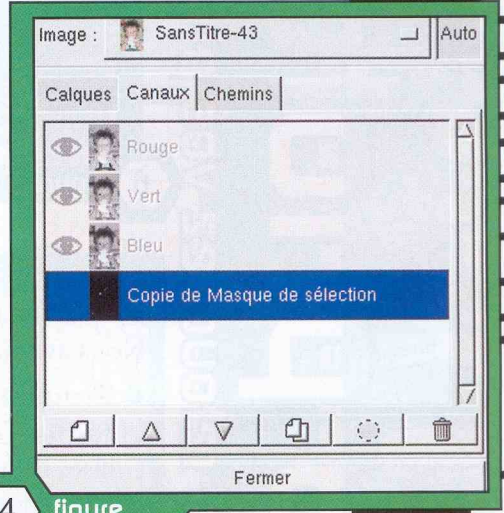 Image : SansTitre-43 Auto
Calques Canaux Chemins
Rouge
Vert
Bleu
Copie de Masque de sélection
Fermer
4 figure